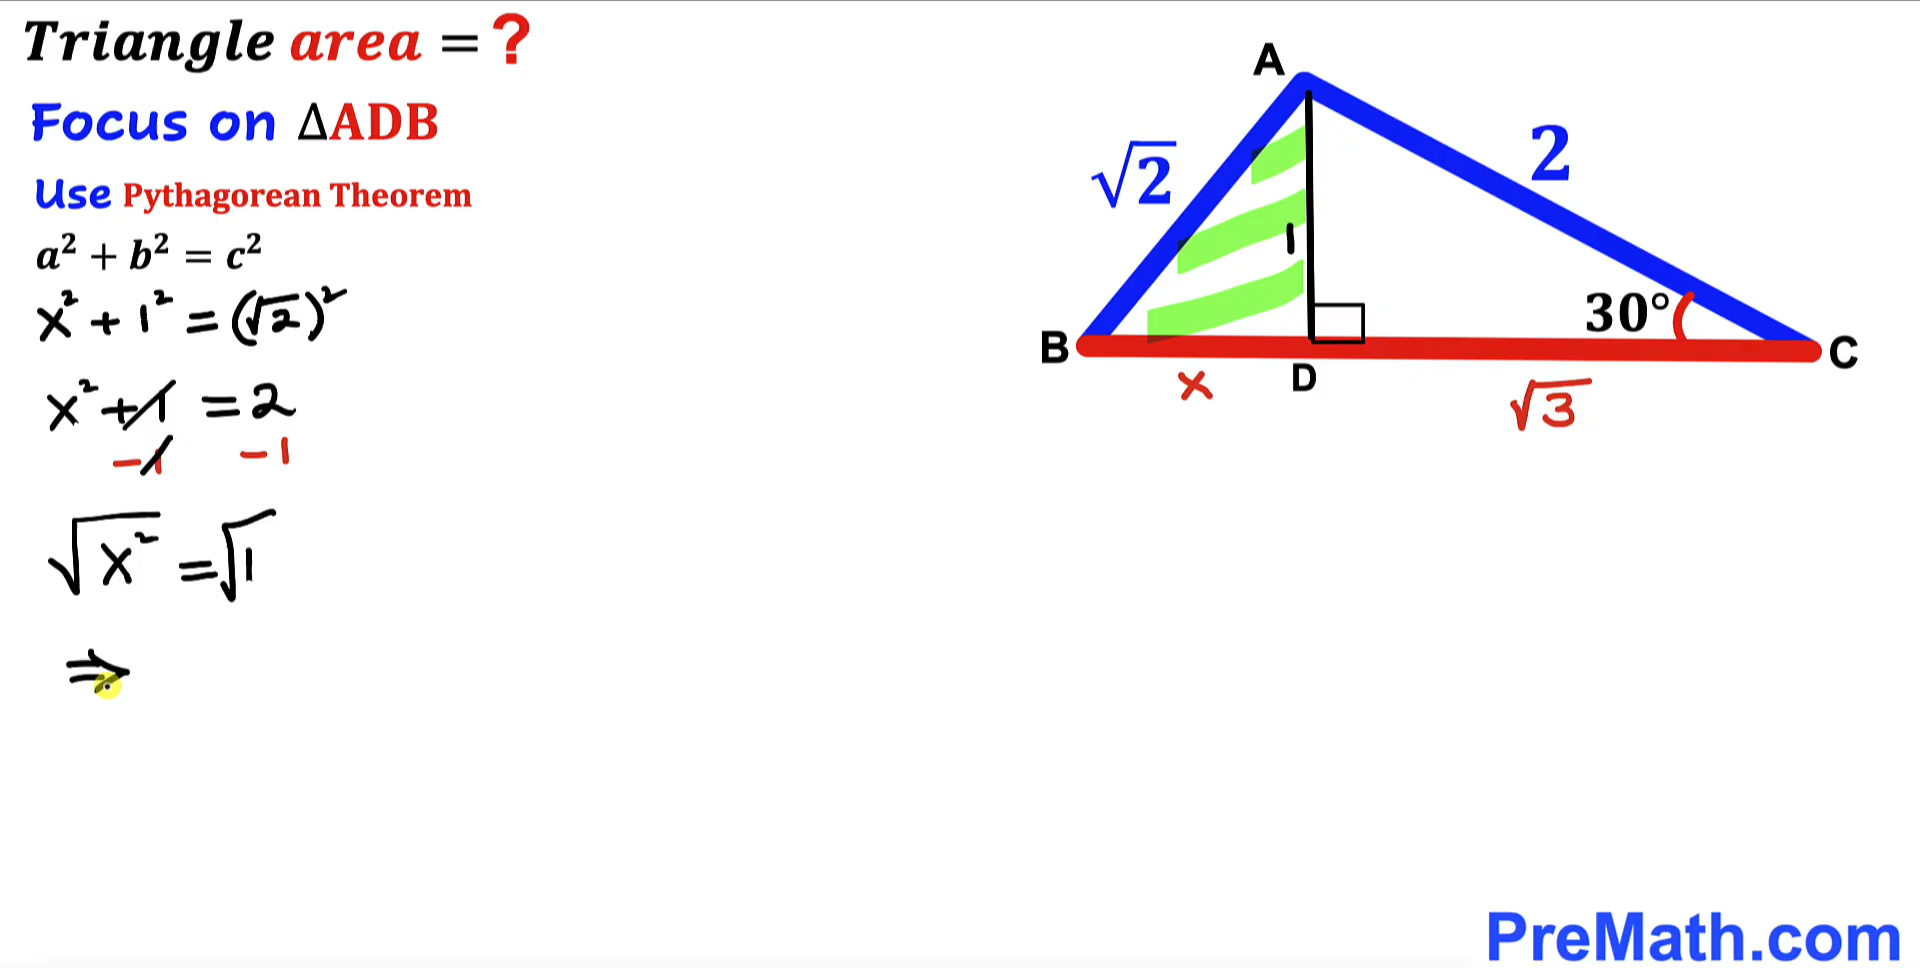 Triangle area = ?
Focus on ΔADB
Use Pythagorean Theorem
a² + b² = c²
x² + 1² = (√2)²
x² + 1 = 2
-1 -1
√x² = √1
⇒
A
√2
2
1
30°
B
D
C
x
√3
PreMath.com